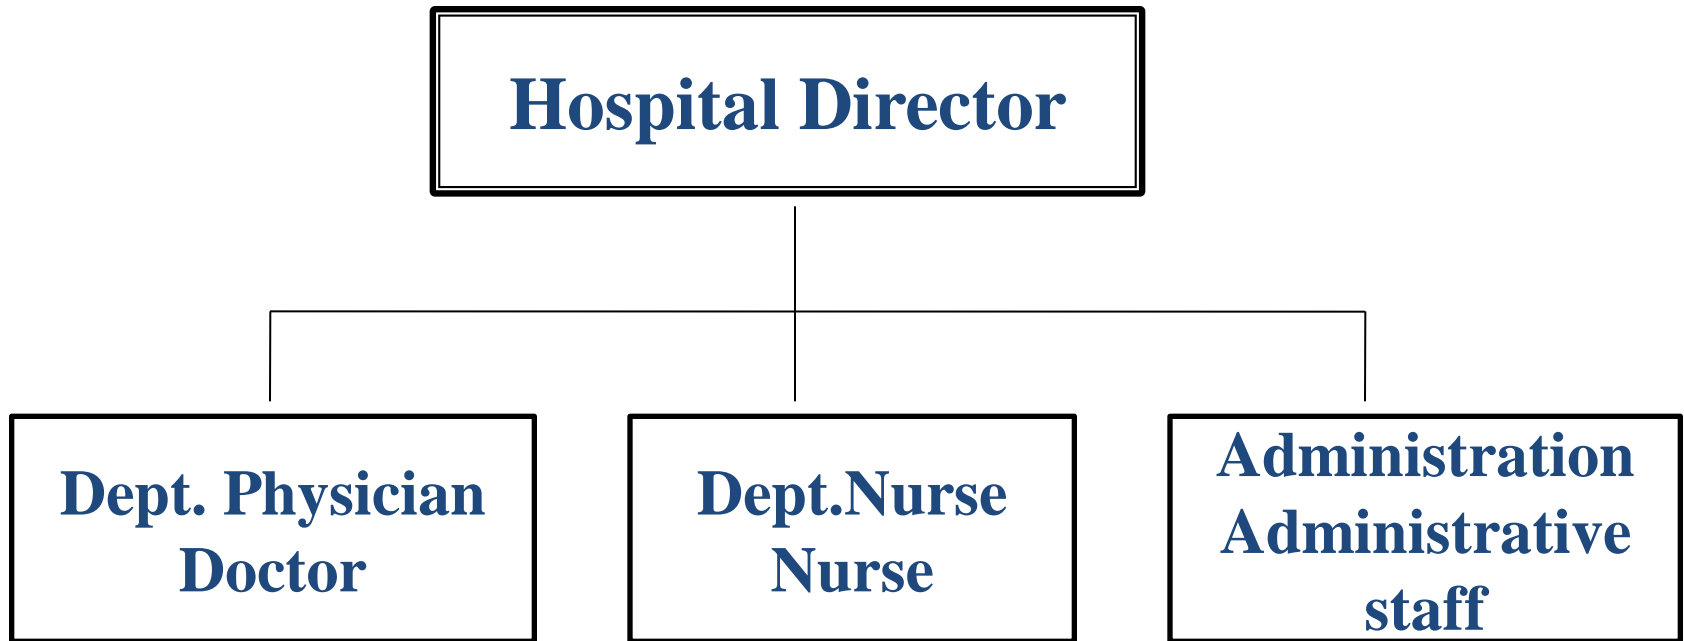 Hospital Director
Dept. Physician
Doctor
Dept.Nurse
Nurse
Administration
Administrative
staff